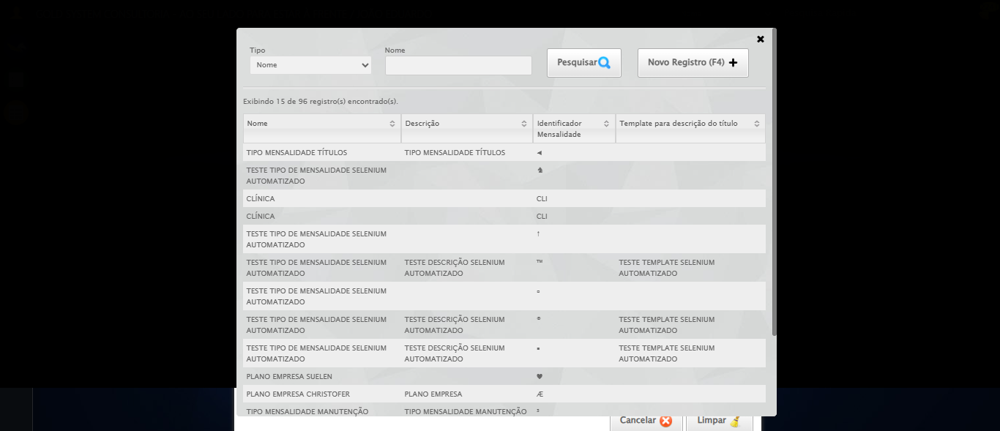 Tipo
Nome
Nome
Pesquisar
Novo Registro (F4)
Exibindo 15 de 96 registro(s) encontrado(s).
Nome
Descrição
Identificador
Mensalidade
Template para descrição do título
TIPO MENSALIDADE TÍTULOS
TIPO MENSALIDADE TÍTULOS
◄
TESTE TIPO DE MENSALIDADE SELENIUM
AUTOMATIZADO
♞
CLÍNICA
CLI
CLÍNICA
CLI
TESTE TIPO DE MENSALIDADE SELENIUM
AUTOMATIZADO
↑
TESTE TIPO DE MENSALIDADE SELENIUM
AUTOMATIZADO
TESTE DESCRIÇÃO SELENIUM
AUTOMATIZADO
™
TESTE TEMPLATE SELENIUM
AUTOMATIZADO
TESTE TIPO DE MENSALIDADE SELENIUM
AUTOMATIZADO
▫
TESTE TIPO DE MENSALIDADE SELENIUM
AUTOMATIZADO
TESTE DESCRIÇÃO SELENIUM
AUTOMATIZADO
TESTE TEMPLATE SELENIUM
AUTOMATIZADO
TESTE TIPO DE MENSALIDADE SELENIUM
AUTOMATIZADO
TESTE DESCRIÇÃO SELENIUM
AUTOMATIZADO
▪
TESTE TEMPLATE SELENIUM
AUTOMATIZADO
PLANO EMPRESA SUELEN
♥
PLANO EMPRESA CHRISTOFER
PLANO EMPRESA
Æ
TIPO MENSALIDADE MANUTENÇÃO
TIPO MENSALIDADE MANUTENÇÃO
Cancelar
Limpar